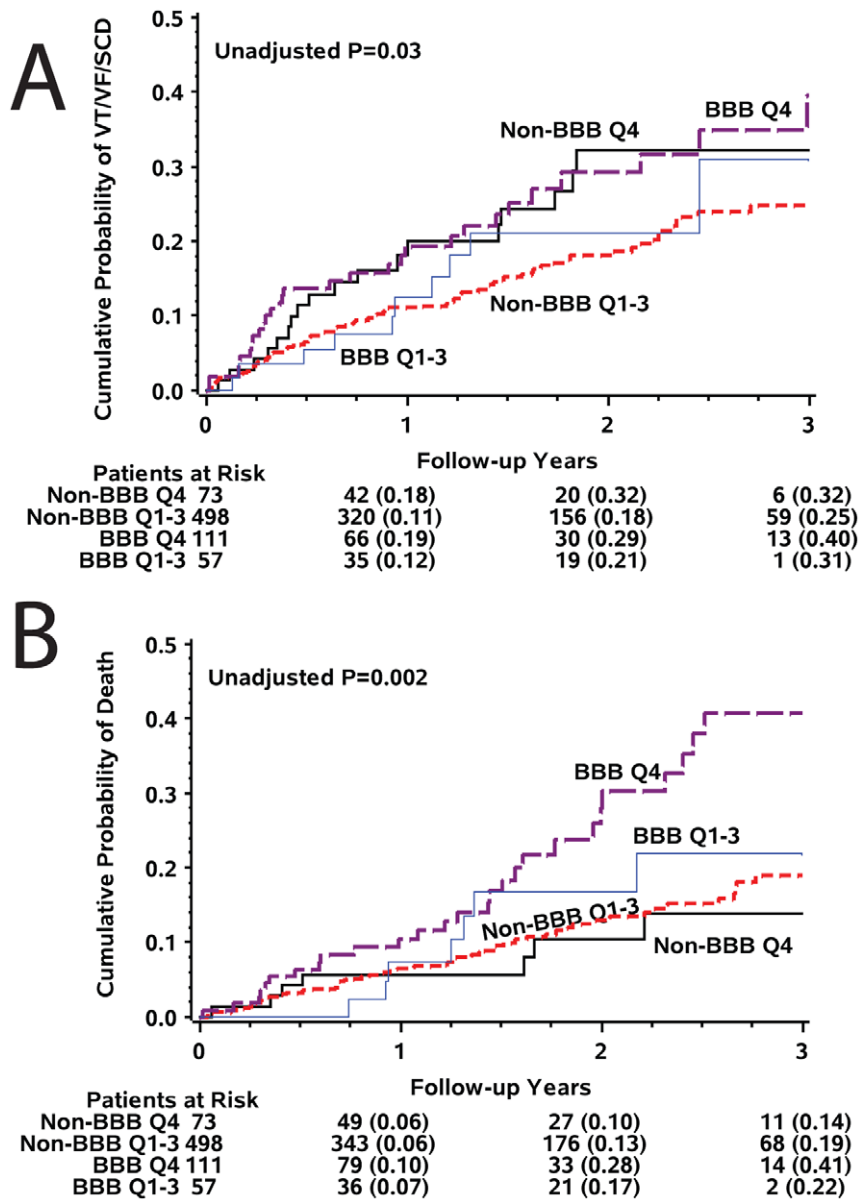 A
Cumulative Probability of VT/VF/SCD
0.5
0.4
0.3
0.2
0.1
0.0
Unadjusted P=0.03
BBB Q4
Non-BBB Q4
Non-BBB Q1-3
BBB Q1-3
0 1 2 3
Follow-up Years
Patients at Risk
Non-BBB Q4 73 42 (0.18) 20 (0.32) 6 (0.32)
Non-BBB Q1-3 498 320 (0.11) 156 (0.18) 59 (0.25)
BBB Q4 111 66 (0.19) 30 (0.29) 13 (0.40)
BBB Q1-3 57 35 (0.12) 19 (0.21) 1 (0.31)
B
Cumulative Probability of Death
0.5
0.4
0.3
0.2
0.1
0.0
Unadjusted P=0.002
BBB Q4
BBB Q1-3
Non-BBB Q1-3
Non-BBB Q4
0 1 2 3
Follow-up Years
Patients at Risk
Non-BBB Q4 73 49 (0.06) 27 (0.10) 11 (0.14)
Non-BBB Q1-3 498 343 (0.06) 176 (0.13) 68 (0.19)
BBB Q4 111 79 (0.10) 33 (0.28) 14 (0.41)
BBB Q1-3 57 36 (0.07) 21 (0.17) 2 (0.22)